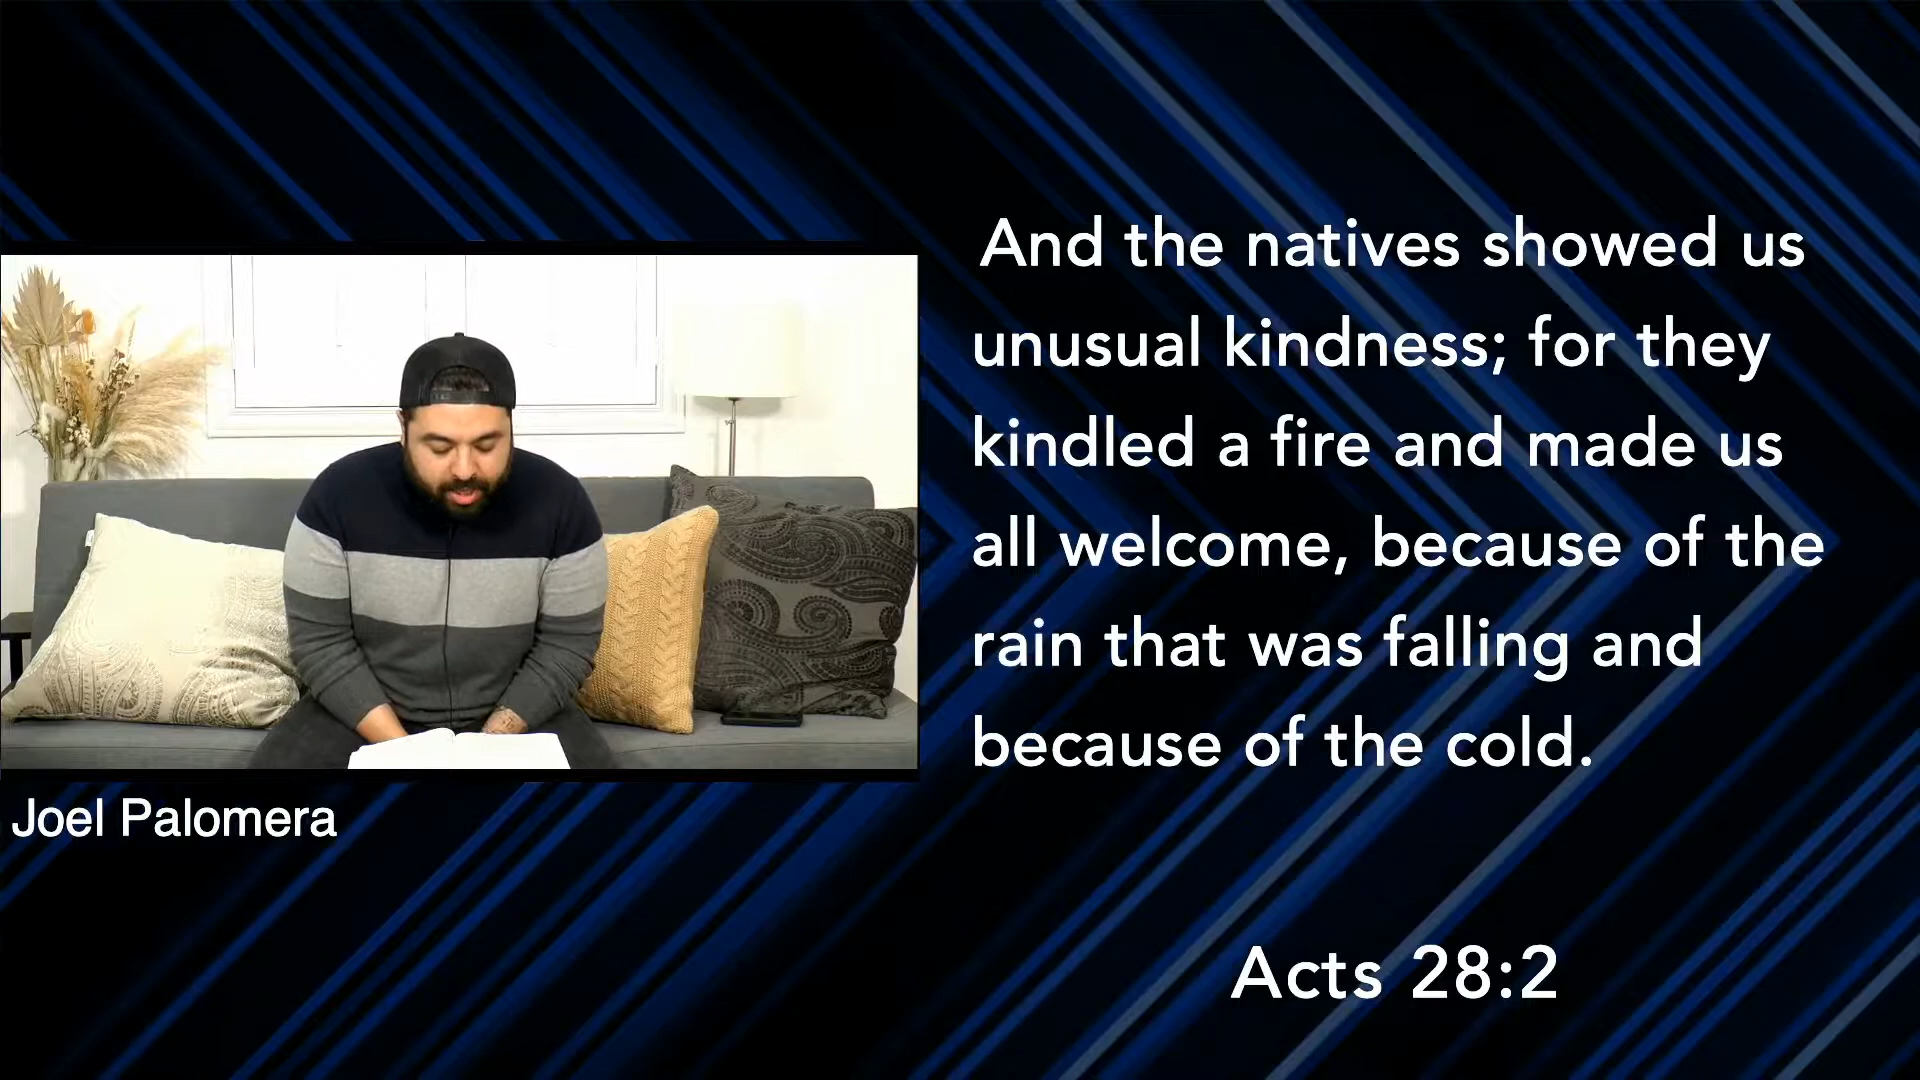 And the natives showed us
unusual kindness; for they
kindled a fire and made us
all welcome, because of the
rain that was falling and
because of the cold.
Acts 28:2
Joel Palomera